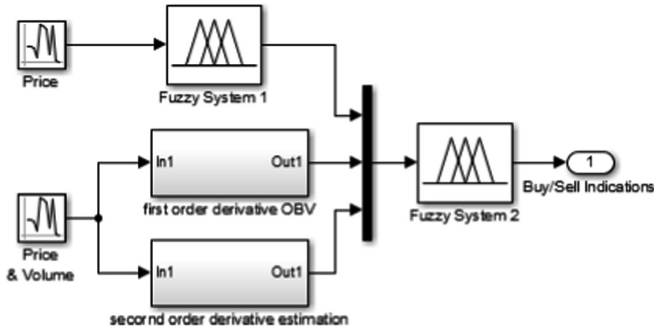 Price
Fuzzy System 1
In1
Out1
first order derivative OBV
Price
& Volume
In1
Out1
secornd order derivative estimation
Fuzzy System 2
1
Buy/Sell Indications